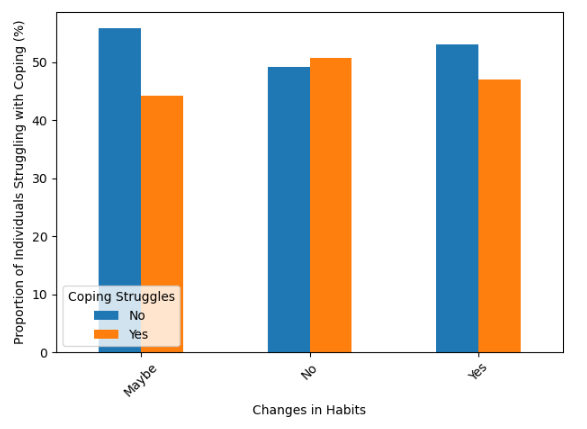 Proportion of Individuals Struggling with Coping (%)
50
40
30
20
10
0
Coping Struggles
No
Yes
Maybe
No
Yes
Changes in Habits